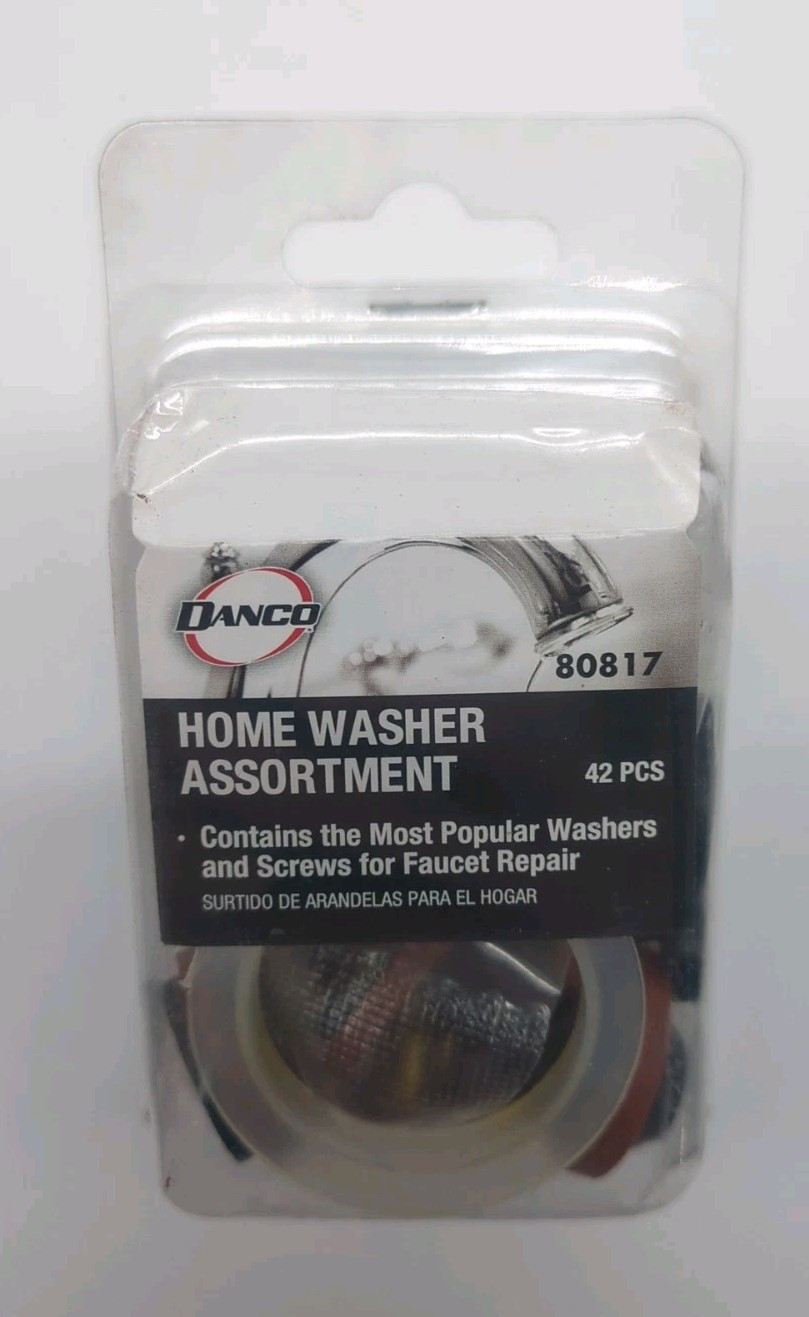 DANCO
80817
HOME WASHER
ASSORTMENT
42 PCS
· Contains the Most Popular Washers
and Screws for Faucet Repair
SURTIDO DE ARANDELAS PARA EL HOGAR